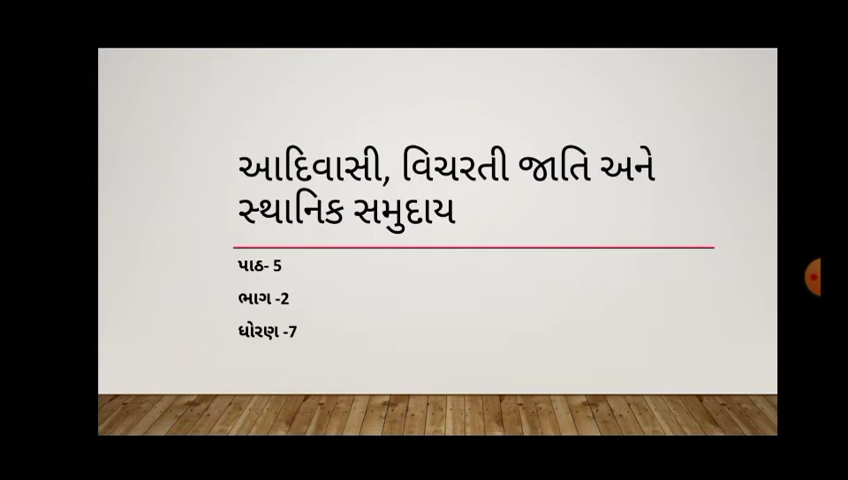 આદિવાસી, વિચરતી જાતિ અને
સ્થાનિક સમુદાય
પાઠ- 5
ભાગ -2
ધોરણ -7